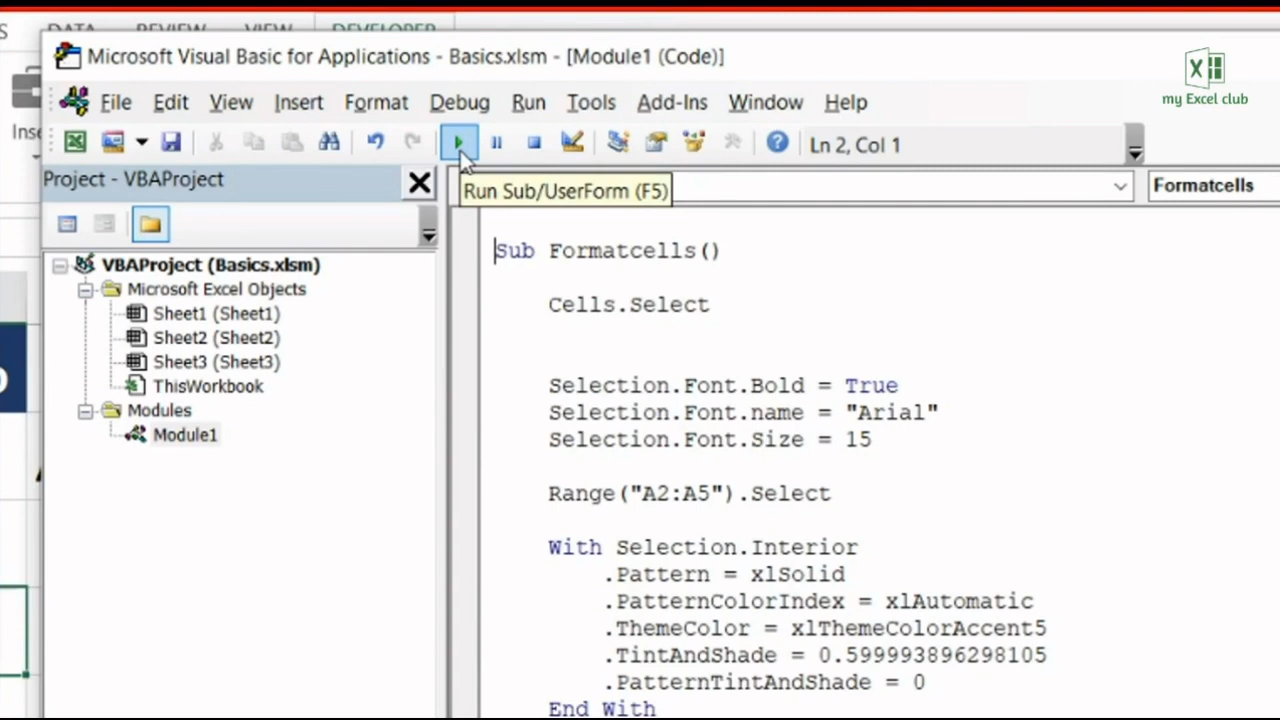 DATA REVIEW VIEW DEVELOPER
Microsoft Visual Basic for Applications - Basics.xlsm - [Module1 (Code)]
my Excel club
File Edit View Insert Format Debug Run Tools Add-Ins Window Help
Ln 2, Col 1
Project - VBAProject
Run Sub/UserForm (F5)
Formatcells
VBAProject (Basics.xlsm)
Microsoft Excel Objects
Sheet1 (Sheet1)
Sheet2 (Sheet2)
Sheet3 (Sheet3)
ThisWorkbook
Modules
Module1
Sub Formatcells()
Cells.Select
Selection.Font.Bold = True
Selection.Font.name = "Arial"
Selection.Font.Size = 15
Range("A2:A5").Select
With Selection.Interior
.Pattern = xlSolid
.PatternColorIndex = xlAutomatic
.ThemeColor = xlThemeColorAccent5
.TintAndShade = 0.599993896298105
.PatternTintAndShade = 0
End With